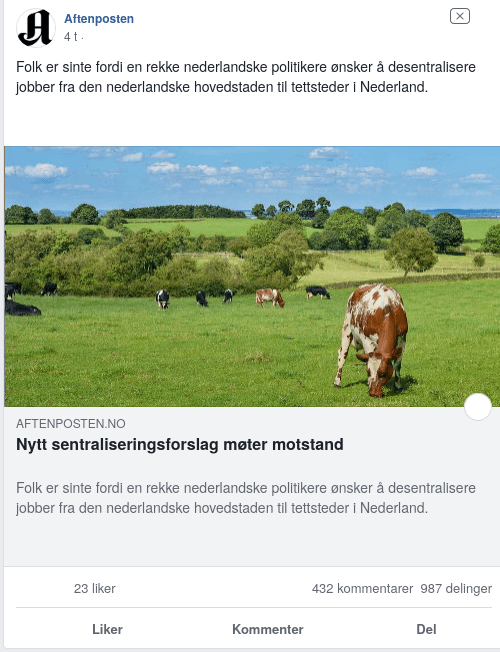 Aftenposten
4 t ·
Folk er sinte fordi en rekke nederlandske politikere ønsker å desentralisere
jobber fra den nederlandske hovedstaden til tettsteder i Nederland.
AFTENPOSTEN.NO
Nytt sentraliseringsforslag møter motstand
Folk er sinte fordi en rekke nederlandske politikere ønsker å desentralisere
jobber fra den nederlandske hovedstaden til tettsteder i Nederland.
23 liker 432 kommentarer 987 delinger
Liker Kommenter Del